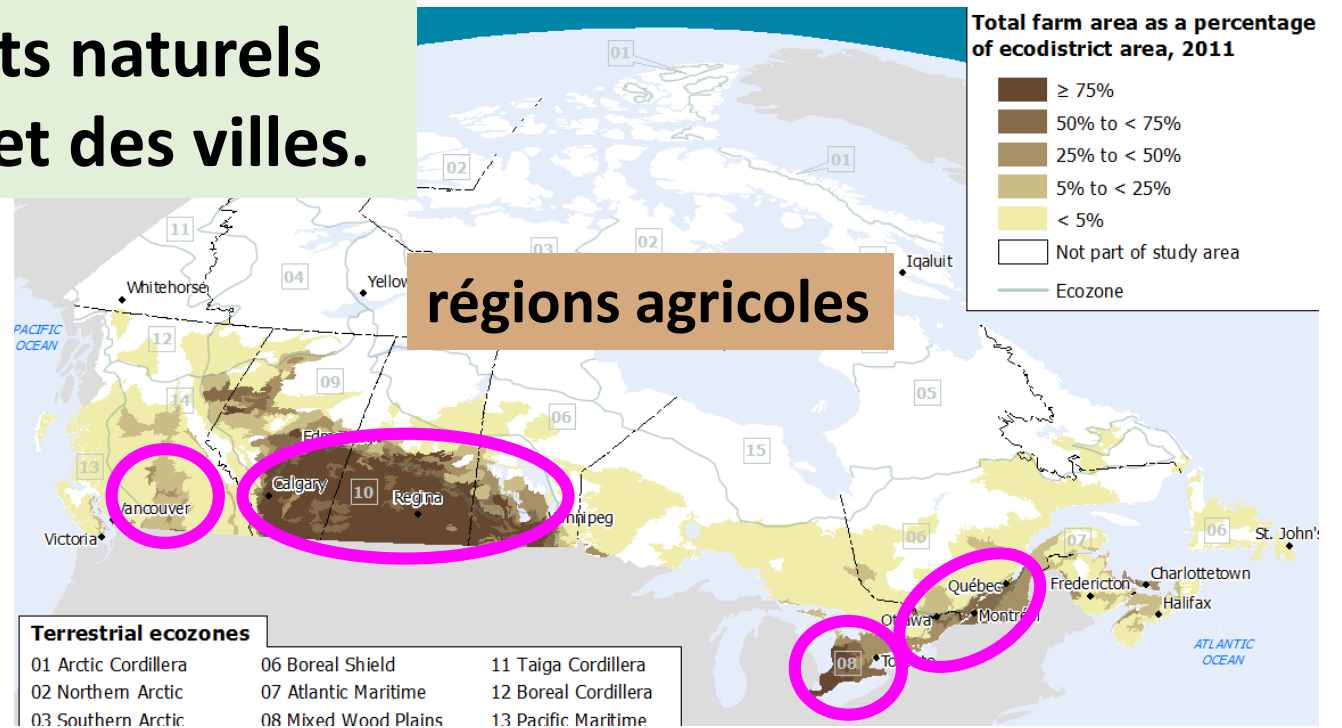 ts naturels
et des villes.
régions agricoles
Total farm area as a percentage
of ecodistrict area, 2011
≥ 75%
50% to < 75%
25% to < 50%
5% to < 25%
< 5%
Not part of study area
Ecozone
01
01
02
11
03
02
04
Iqaluit
Whitehorse
PACIFIC
OCEAN
12
09
14
05
06
13
15
Calgary
10
Regina
Vancouver
Winnipeg
Victoria
06
07
06
St. John's
Québec
Fredericton
Charlottetown
Halifax
Ottawa
Montréal
08
Toronto
ATLANTIC
OCEAN
Terrestrial ecozones
01 Arctic Cordillera
02 Northern Arctic
03 Southern Arctic
06 Boreal Shield
07 Atlantic Maritime
08 Mixed Wood Plains
11 Taiga Cordillera
12 Boreal Cordillera
13 Pacific Maritime